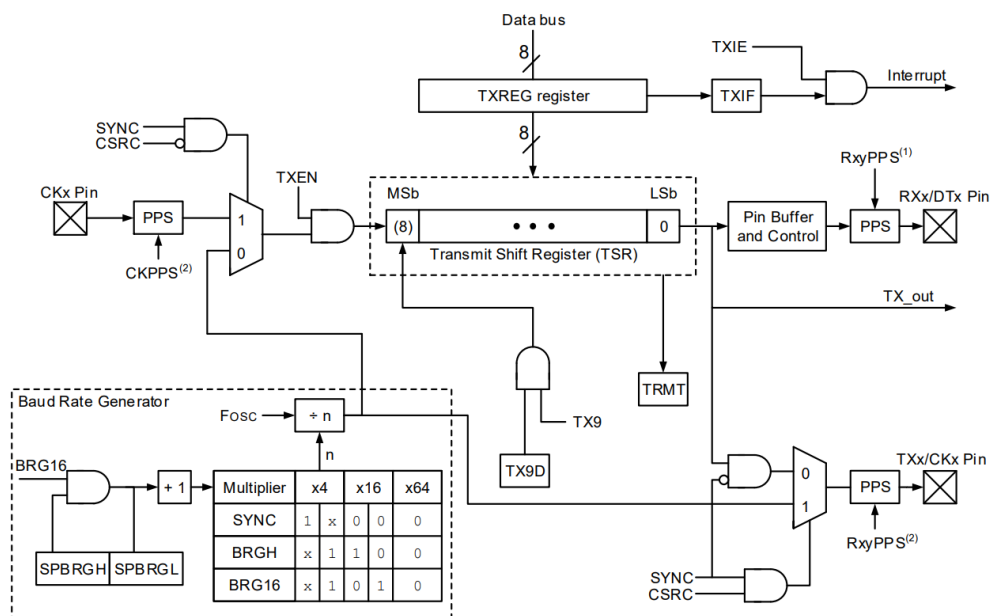 Data bus
8
TXIE
Interrupt
TXREG register
TXIF
SYNC
CSRC
8
RxyPPS(1)
TXEN
MSb
LSb
RXx/DTx Pin
CKx Pin
PPS
1
(8)
• • •
0
Pin Buffer
and Control
PPS
0
Transmit Shift Register (TSR)
CKPPS(2)
TX_out
TRMT
Baud Rate Generator
FOSC
÷ n
TX9
n
BRG16
TX9D
TXx/CKx Pin
+ 1
Multiplier x4 x16 x64
0
PPS
SYNC 1 x 0 0 0
1
BRGH x 1 1 0 0
RxyPPS(2)
SPBRGH SPBRGL
BRG16 x 1 0 1 0
SYNC
CSRC